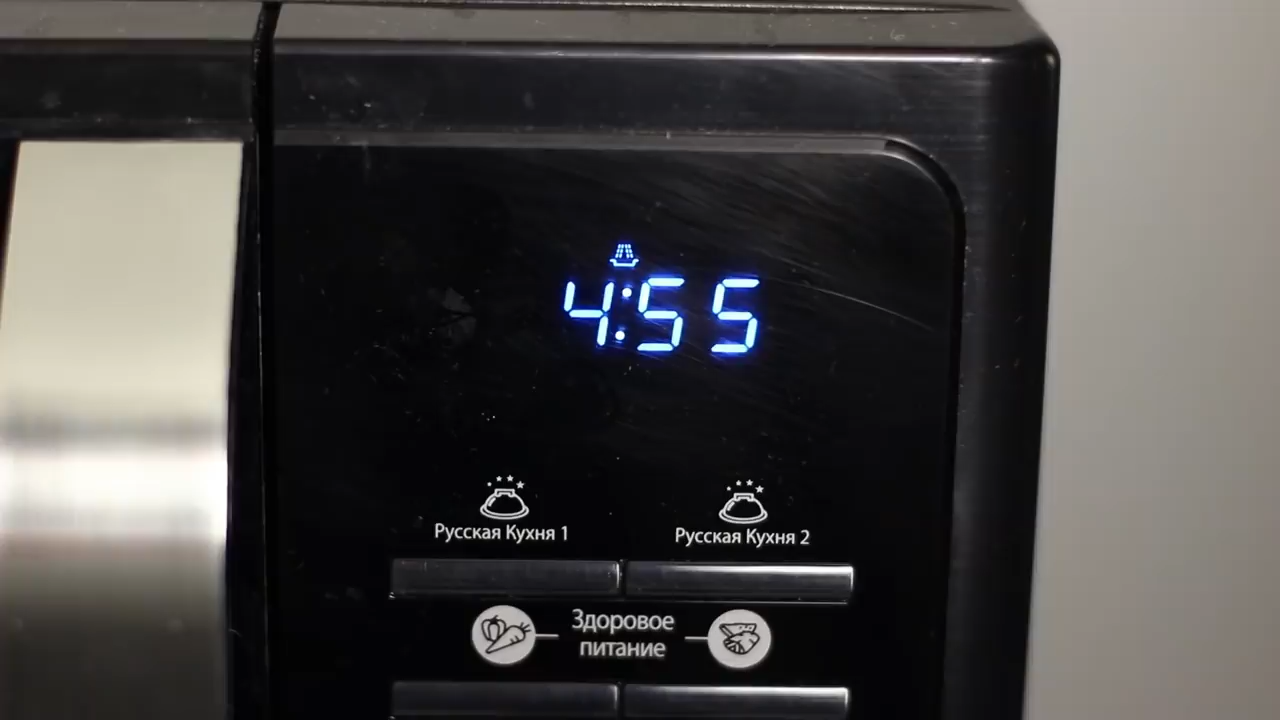 4:55
Русская Кухня 1
Русская Кухня 2
Здоровое
питание